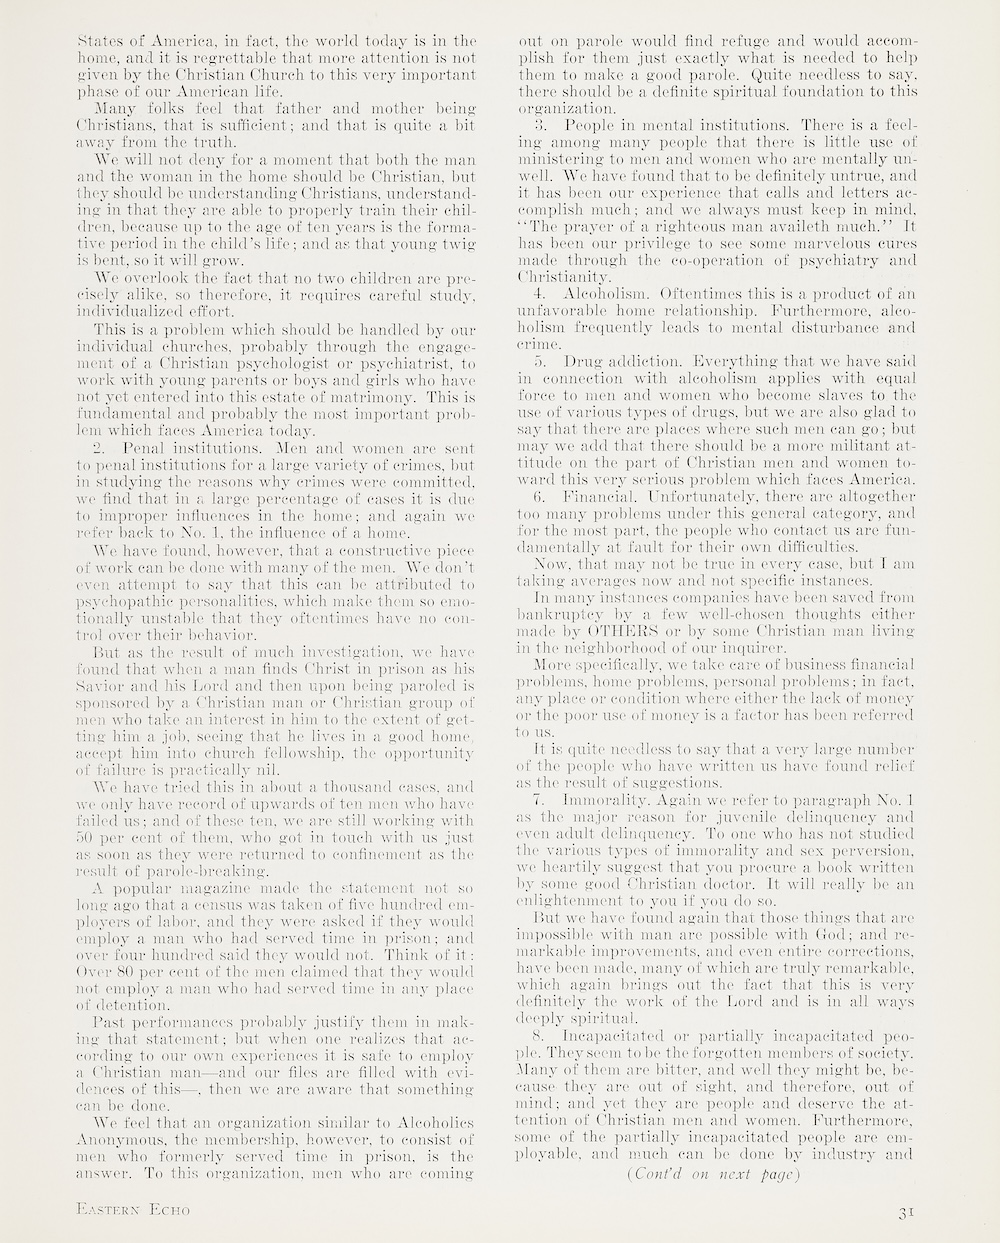 States of America, in fact, the world today is in the
home, and it is regrettable that more attention is not
given by the Christian Church to this very important
phase of our American life.
Many folks feel that father and mother being
Christians, that is sufficient; and that is quite a bit
away from the truth.
We will not deny for a moment that both the man
and the woman in the home should be Christian, but
they should be understanding Christians, understand-
ing in that they are able to properly train their chil-
dren, because up to the age of ten years is the forma-
tive period in the child's life; and as that young twig
is bent, so it will grow.
We overlook the fact that no two children are pre-
cisely alike, so therefore, it requires careful study,
individualized effort.
This is a problem which should be handled by our
individual churches, probably through the engage-
ment of a Christian psychologist or psychiatrist, to
work with young parents or boys and girls who have
not yet entered into this estate of matrimony. This is
fundamental and probably the most important prob-
lem which faces America today.
2. Penal institutions. Men and women are sent
to penal institutions for a large variety of crimes, but
in studying the reasons why crimes were committed,
we find that in a large percentage of cases it is due
to improper influences in the home; and again we
refer back to No. 1, the influence of a home.
We have found, however, that a constructive piece
of work can be done with many of the men. We don't
even attempt to say that this can be attributed to
psychopathic personalities, which make them so emo-
tionally unstable that they oftentimes have no con-
trol over their behavior.
But as the result of much investigation, we have
found that when a man finds Christ in prison as his
Savior and his Lord and then upon being paroled is
sponsored by a Christian man or Christian group of
men who take an interest in him to the extent of get-
ting him a job, seeing that he lives in a good home,
accept him into church fellowship, the opportunity
of failure is practically nil.
We have tried this in about a thousand cases, and
we only have record of upwards of ten men who have
failed us; and of these ten, we are still working with
50 per cent of them, who got in touch with us just
as soon as they were returned to confinement as the
result of parole-breaking.
A popular magazine made the statement not so
long ago that a census was taken of five hundred em-
ployers of labor, and they were asked if they would
employ a man who had served time in prison; and
over four hundred said they would not. Think of it:
Over 80 per cent of the men claimed that they would
not employ a man who had served time in any place
of detention.
Past performances probably justify them in mak-
ing that statement; but when one realizes that ac-
cording to our own experiences it is safe to employ
a Christian man—and our files are filled with evi-
dences of this—, then we are aware that something
can be done.
We feel that an organization similar to Alcoholics
Anonymous, the membership, however, to consist of
men who formerly served time in prison, is the
answer. To this organization, men who are coming
out on parole would find refuge and would accom-
plish for them just exactly what is needed to help
them to make a good parole. Quite needless to say,
there should be a definite spiritual foundation to this
organization.
3. People in mental institutions. There is a feel-
ing among many people that there is little use of
ministering to men and women who are mentally un-
well. We have found that to be definitely untrue, and
it has been our experience that calls and letters ac-
complish much; and we always must keep in mind,
"The prayer of a righteous man availeth much." It
has been our privilege to see some marvelous cures
made through the co-operation of psychiatry and
Christianity.
4. Alcoholism. Oftentimes this is a product of an
unfavorable home relationship. Furthermore, alco-
holism frequently leads to mental disturbance and
crime.
5. Drug addiction. Everything that we have said
in connection with alcoholism applies with equal
force to men and women who become slaves to the
use of various types of drugs, but we are also glad to
say that there are places where such men can go; but
may we add that there should be a more militant at-
titude on the part of Christian men and women to-
ward this very serious problem which faces America.
6. Financial. Unfortunately, there are altogether
too many problems under this general category, and
for the most part, the people who contact us are fun-
damentally at fault for their own difficulties.
Now, that may not be true in every case, but I am
taking averages now and not specific instances.
In many instances companies have been saved from
bankruptcy by a few well-chosen thoughts either
made by OTHERS or by some Christian man living
in the neighborhood of our inquirer.
More specifically, we take care of business financial
problems, home problems, personal problems; in fact,
any place or condition where either the lack of money
or the poor use of money is a factor has been referred
to us.
It is quite needless to say that a very large number
of the people who have written us have found relief
as the result of suggestions.
7. Immorality. Again we refer to paragraph No. 1
as the major reason for juvenile delinquency and
even adult delinquency. To one who has not studied
the various types of immorality and sex perversion,
we heartily suggest that you procure a book written
by some good Christian doctor. It will really be an
enlightenment to you if you do so.
But we have found again that those things that are
impossible with man are possible with God; and re-
markable improvements, and even entire corrections,
have been made, many of which are truly remarkable,
which again brings out the fact that this is very
definitely the work of the Lord and is in all ways
deeply spiritual.
8. Incapacitated or partially incapacitated peo-
ple. They seem to be the forgotten members of society.
Many of them are bitter, and well they might be, be-
cause they are out of sight, and therefore, out of
mind; and yet they are people and deserve the at-
tention of Christian men and women. Furthermore,
some of the partially incapacitated people are em-
ployable, and much can be done by industry and
(Cont'd on next page)
EASTERN ECHO
31